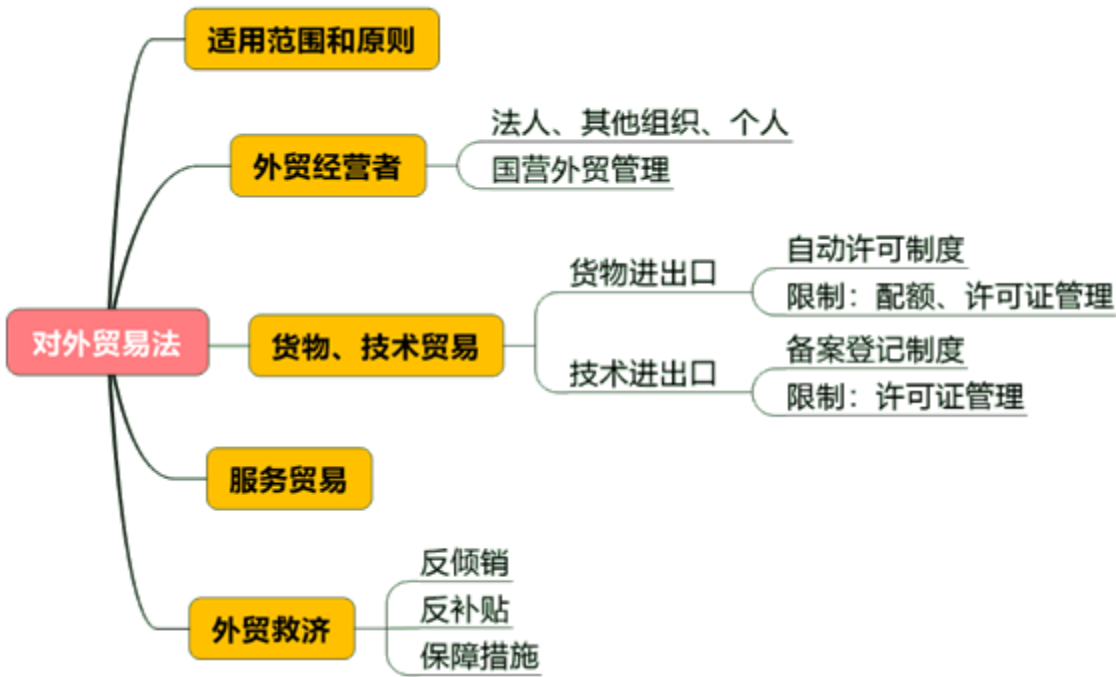 适用范围和原则
法人、其他组织、个人
外贸经营者
国营外贸管理
自动许可制度
货物进出口
限制：配额、许可证管理
对外贸易法
货物、技术贸易
备案登记制度
技术进出口
限制：许可证管理
服务贸易
反倾销
反补贴
外贸救济
保障措施